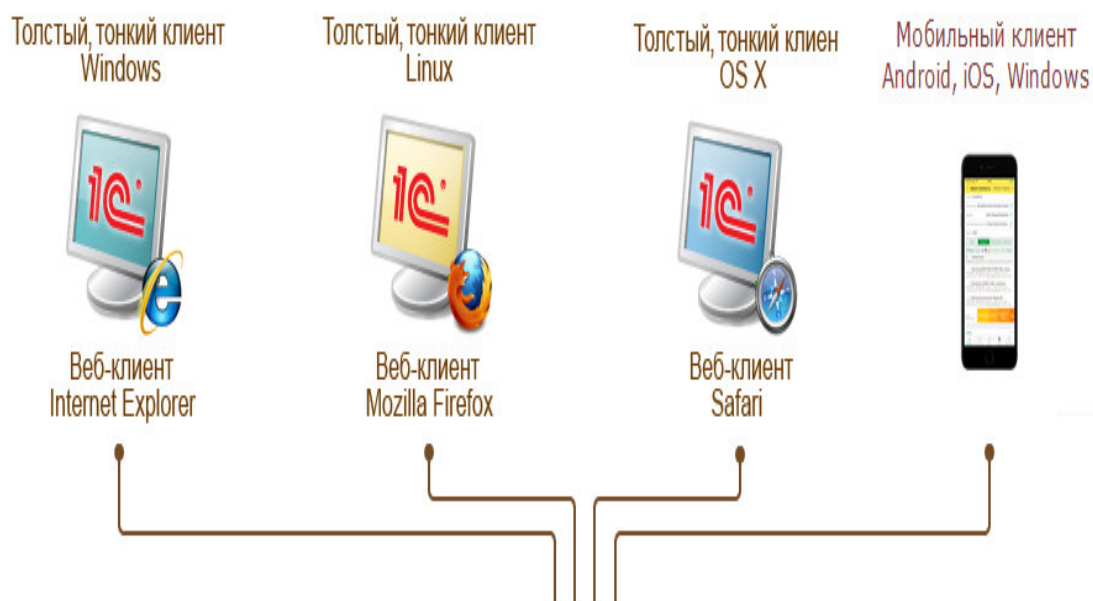 Толстый, тонкий клиент
Windows
Толстый, тонкий клиент
Linux
Толстый, тонкий клиен
OS X
Мобильный клиент
Android, iOS, Windows
1С
1С
1С
Веб-клиент
Internet Explorer
Веб-клиент
Mozilla Firefox
Веб-клиент
Safari